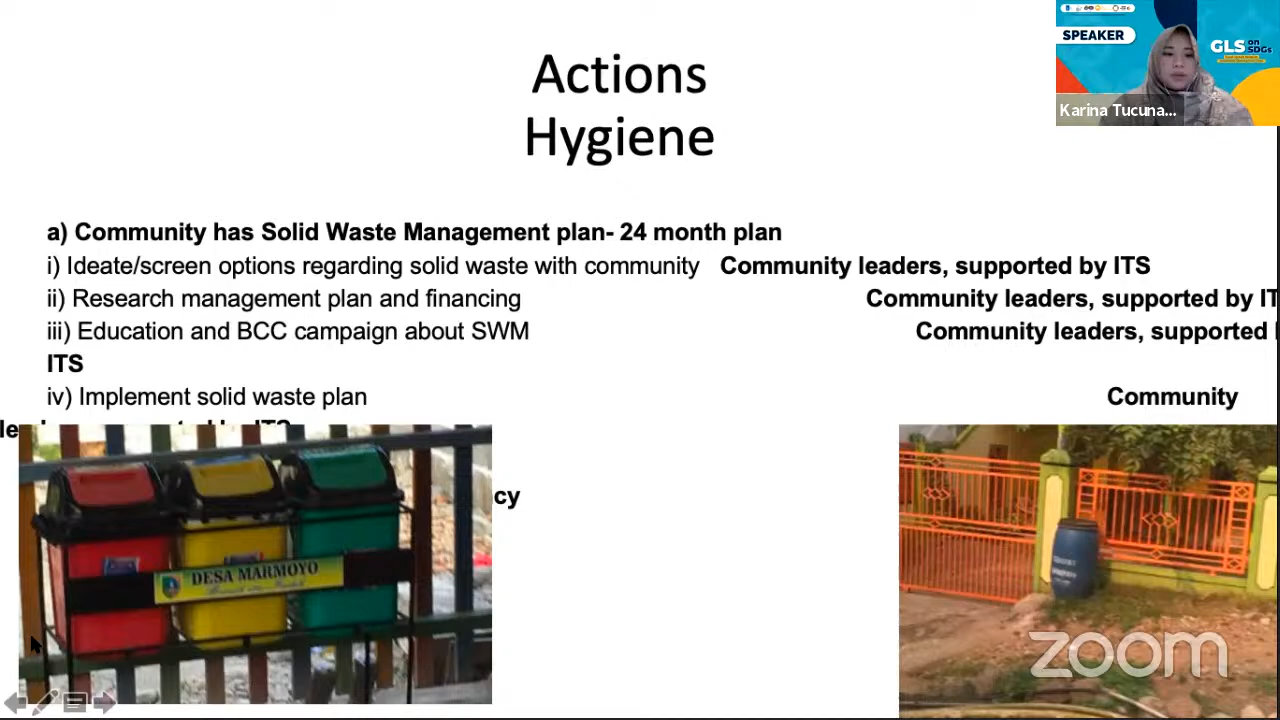 SPEAKER
GLS on SDGs
Karina Tucuna...
Actions
Hygiene
a) Community has Solid Waste Management plan- 24 month plan
i) Ideate/screen options regarding solid waste with community Community leaders, supported by ITS
ii) Research management plan and financing Community leaders, supported by IT
iii) Education and BCC campaign about SWM Community leaders, supported
ITS
iv) Implement solid waste plan Community
cy
DESA MARMOYO
zoom